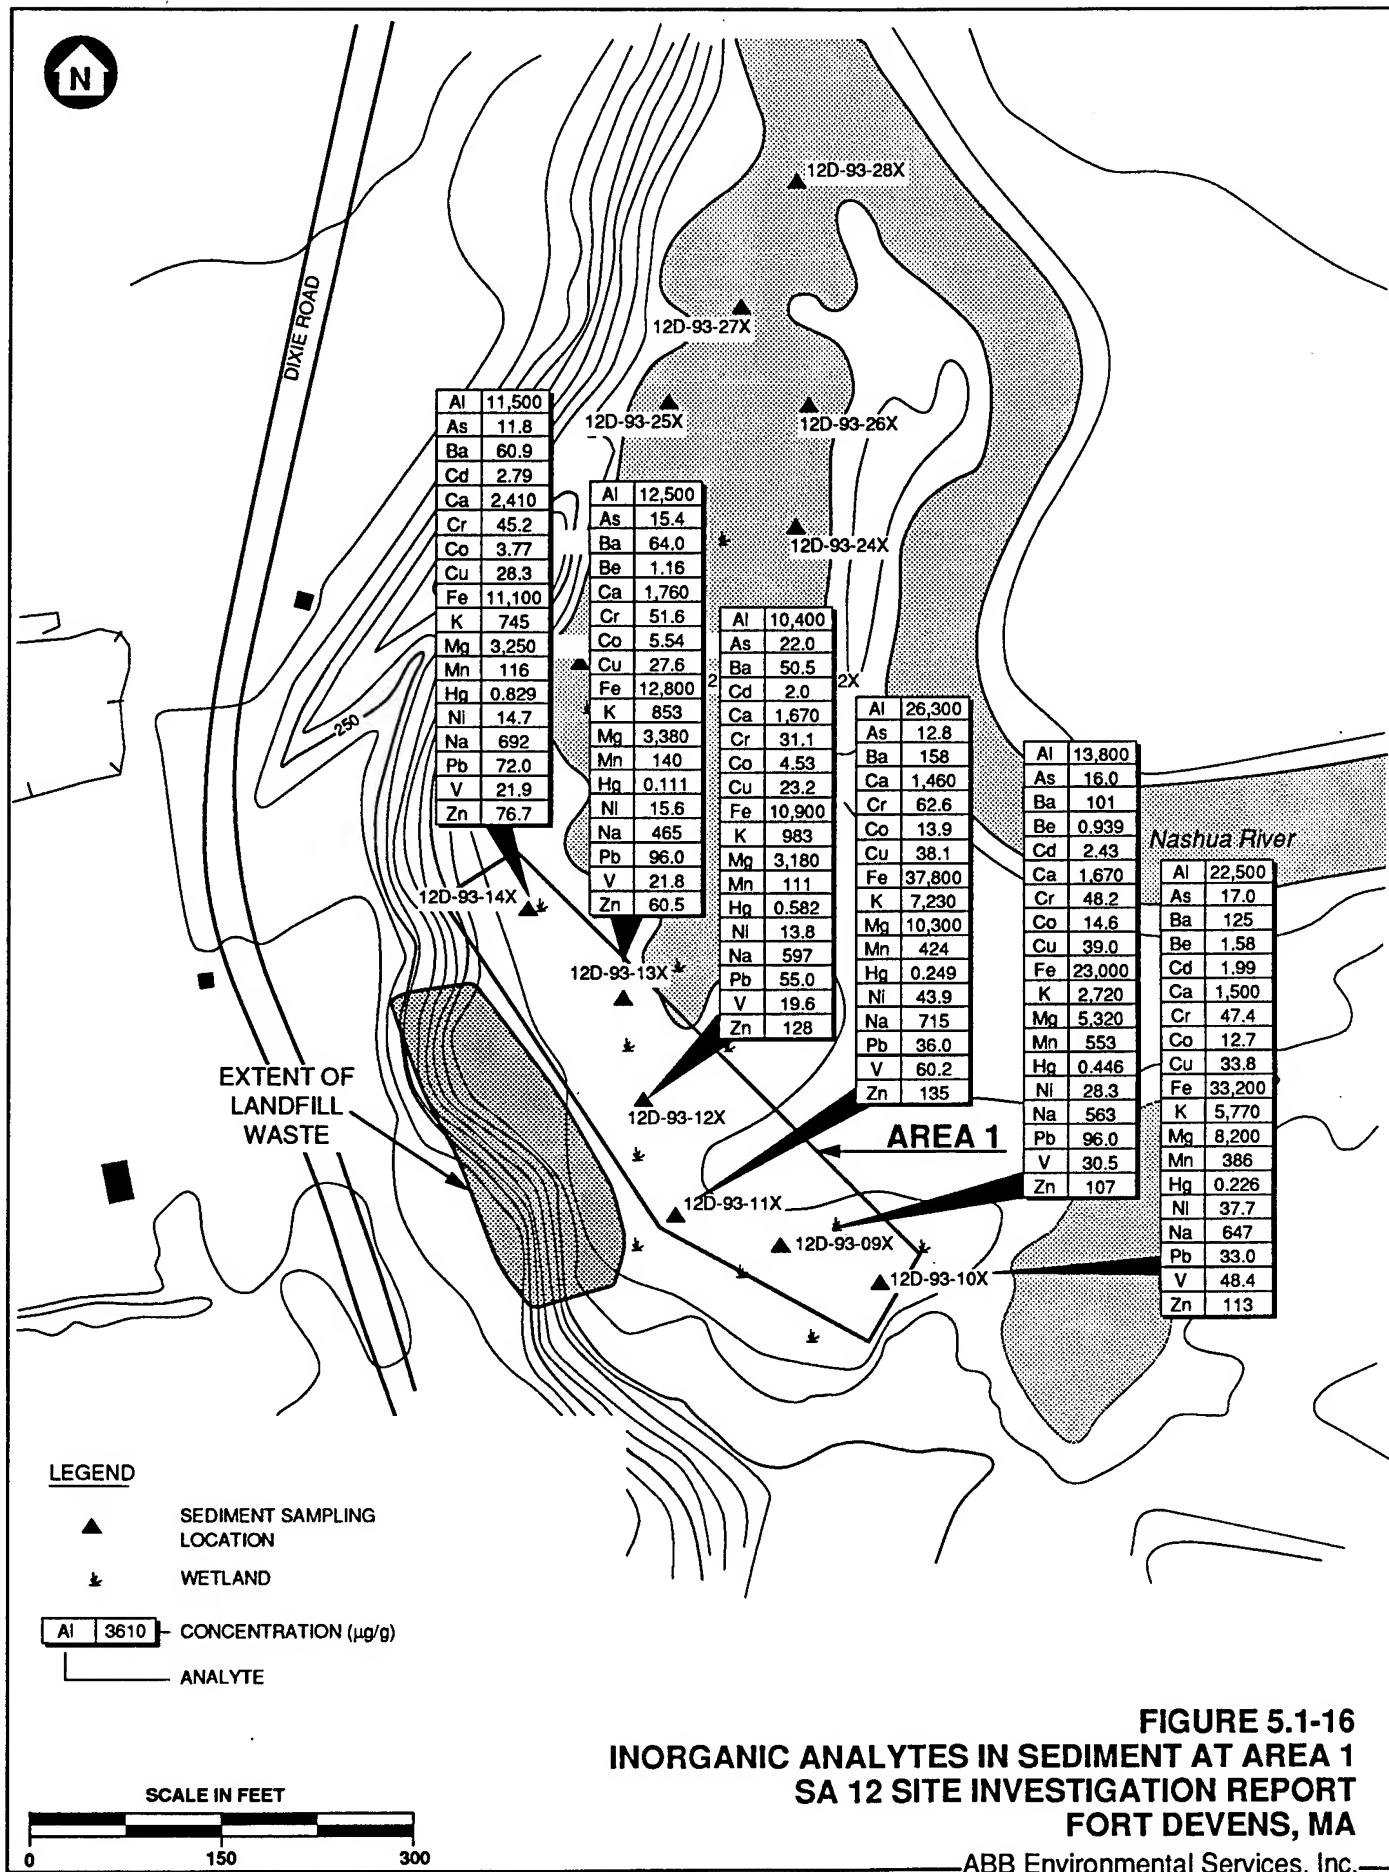 N
DIXIE ROAD
12D-93-28X
12D-93-27X
12D-93-25X
12D-93-26X
12D-93-24X
Al 11,500
As 11.8
Ba 60.9
Cd 2.79
Ca 2,410
Cr 45.2
Co 3.77
Cu 28.3
Fe 11,100
K 745
Mg 3,250
Mn 116
Hg 0.829
Ni 14.7
Na 692
Pb 72.0
V 21.9
Zn 76.7
Al 12,500
As 15.4
Ba 64.0
Be 1.16
Ca 1,760
Cr 51.6
Co 5.54
Cu 27.6
Fe 12,800
K 853
Mg 3,380
Mn 140
Hg 0.111
Ni 15.6
Na 465
Pb 96.0
V 21.8
Zn 60.5
2
2X
Al 10,400
As 22.0
Ba 50.5
Cd 2.0
Ca 1,670
Cr 31.1
Co 4.53
Cu 23.2
Fe 10,900
K 983
Mg 3,180
Mn 111
Hg 0.582
Ni 13.8
Na 597
Pb 55.0
V 19.6
Zn 128
Al 26,300
As 12.8
Ba 158
Ca 1,460
Cr 62.6
Co 13.9
Cu 38.1
Fe 37,800
K 7,230
Mg 10,300
Mn 424
Hg 0.249
Ni 43.9
Na 715
Pb 36.0
V 60.2
Zn 135
Al 13,800
As 16.0
Ba 101
Be 0.939
Cd 2.43
Ca 1,670
Cr 48.2
Co 14.6
Cu 39.0
Fe 23,000
K 2,720
Mg 5,320
Mn 553
Hg 0.446
Ni 28.3
Na 563
Pb 96.0
V 30.5
Zn 107
Nashua River
Al 22,500
As 17.0
Ba 125
Be 1.58
Cd 1.99
Ca 1,500
Cr 47.4
Co 12.7
Cu 33.8
Fe 33,200
K 5,770
Mg 8,200
Mn 386
Hg 0.226
Ni 37.7
Na 647
Pb 33.0
V 48.4
Zn 113
250
12D-93-14X
12D-93-13X
12D-93-12X
12D-93-11X
12D-93-09X
12D-93-10X
AREA 1
EXTENT OF
LANDFILL
WASTE
LEGEND
SEDIMENT SAMPLING
LOCATION
WETLAND
Al 3610 CONCENTRATION (µg/g)
ANALYTE
SCALE IN FEET
0 150 300
FIGURE 5.1-16
INORGANIC ANALYTES IN SEDIMENT AT AREA 1
SA 12 SITE INVESTIGATION REPORT
FORT DEVENS, MA
ABB Environmental Services, Inc.